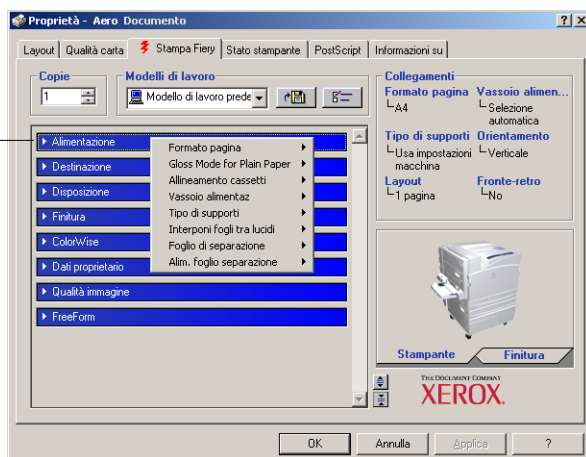 Proprietà - Aero Documento
? x
Layout
Qualità carta
Stampa Fiery
Stato stampante
PostScript
Informazioni su
Copie
1
Modelli di lavoro
Modello di lavoro prede
Alimentazione
Destinazione
Disposizione
Finitura
ColorWise
Dati proprietario
Qualità immagine
FreeForm
Formato pagina
Gloss Mode for Plain Paper
Allineamento cassetti
Vassoio alimentaz
Tipo di supporti
Interponi fogli tra lucidi
Foglio di separazione
Alim. foglio separazione
Collegamenti
Formato pagina Vassoio alimen...
A4
Selezione
automatica
Tipo di supporti Orientamento
Usa impostazioni
macchina
Verticale
Layout Fronte-retro
1 pagina
No
Stampante
Finitura
THE DOCUMENT COMPANY
XEROX.
OK
Annulla
Applica
?